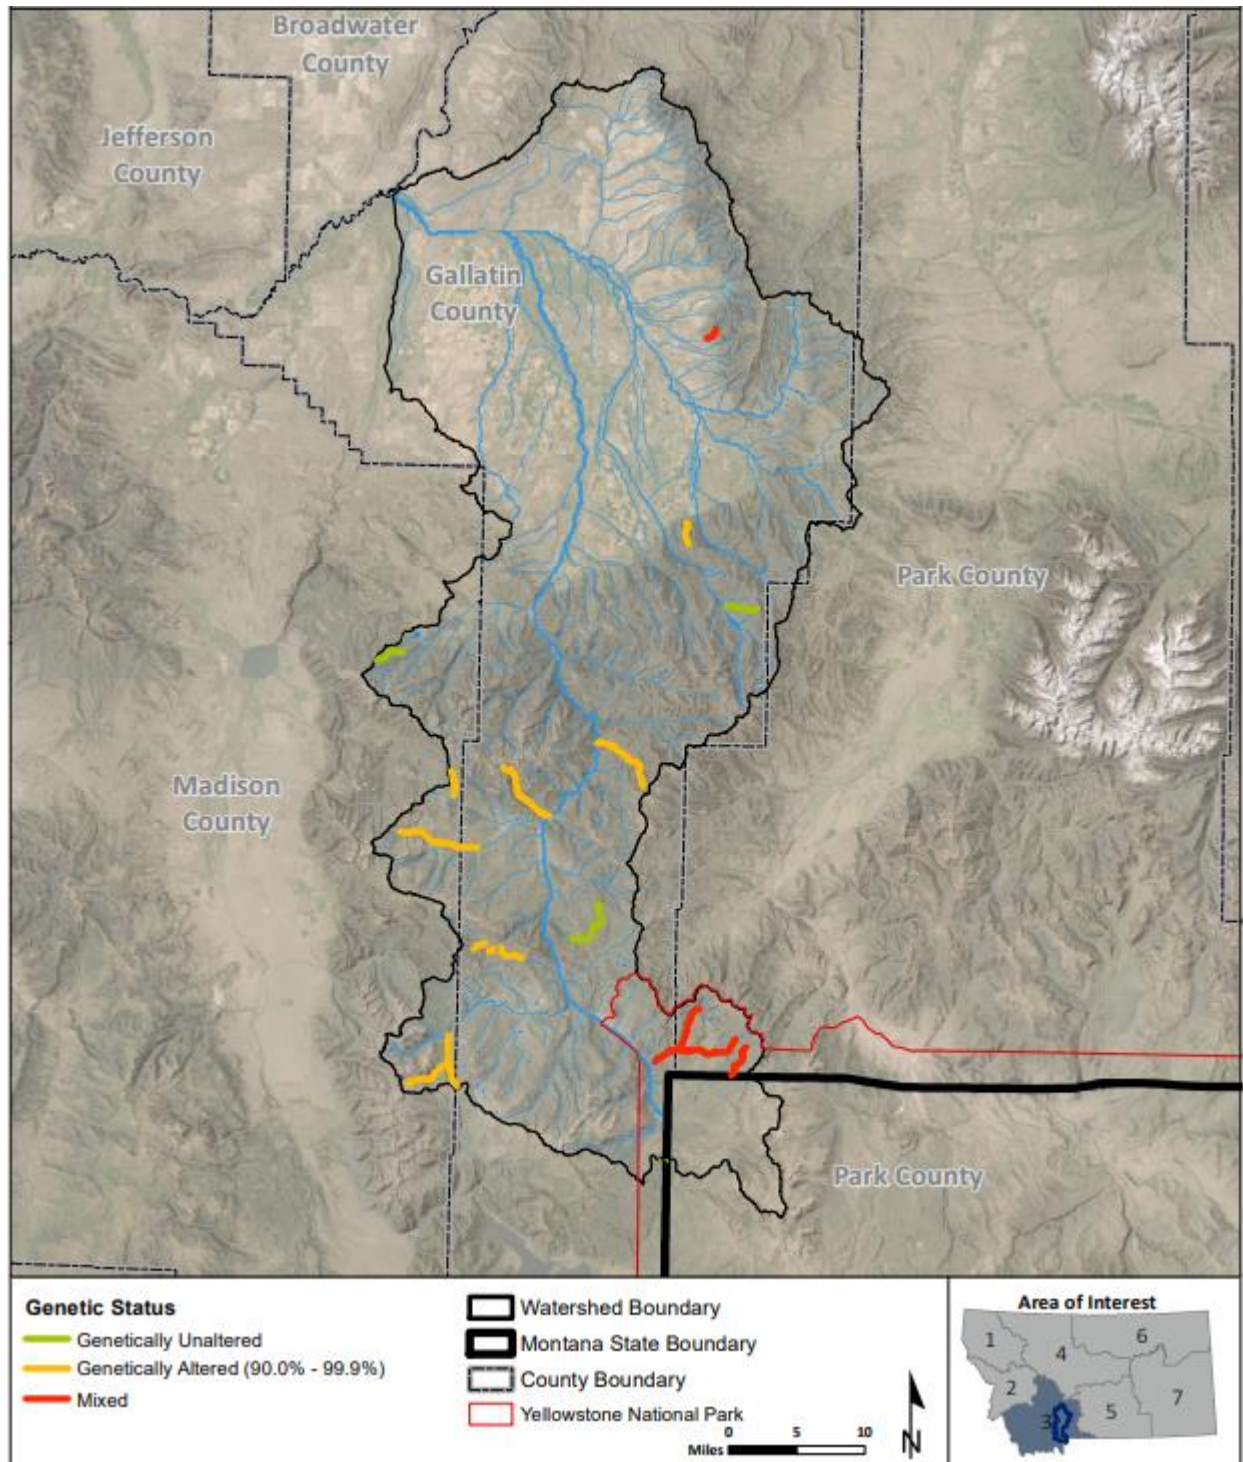 Broadwater
County
Jefferson
County
Gallatin
County
Park County
Madison
County
Park County
Genetic Status
Genetically Unaltered
Genetically Altered (90.0% - 99.9%)
Mixed
Watershed Boundary
Montana State Boundary
County Boundary
Yellowstone National Park
0 5 10
Miles
N
Area of Interest
1
4
6
2
3
5
7